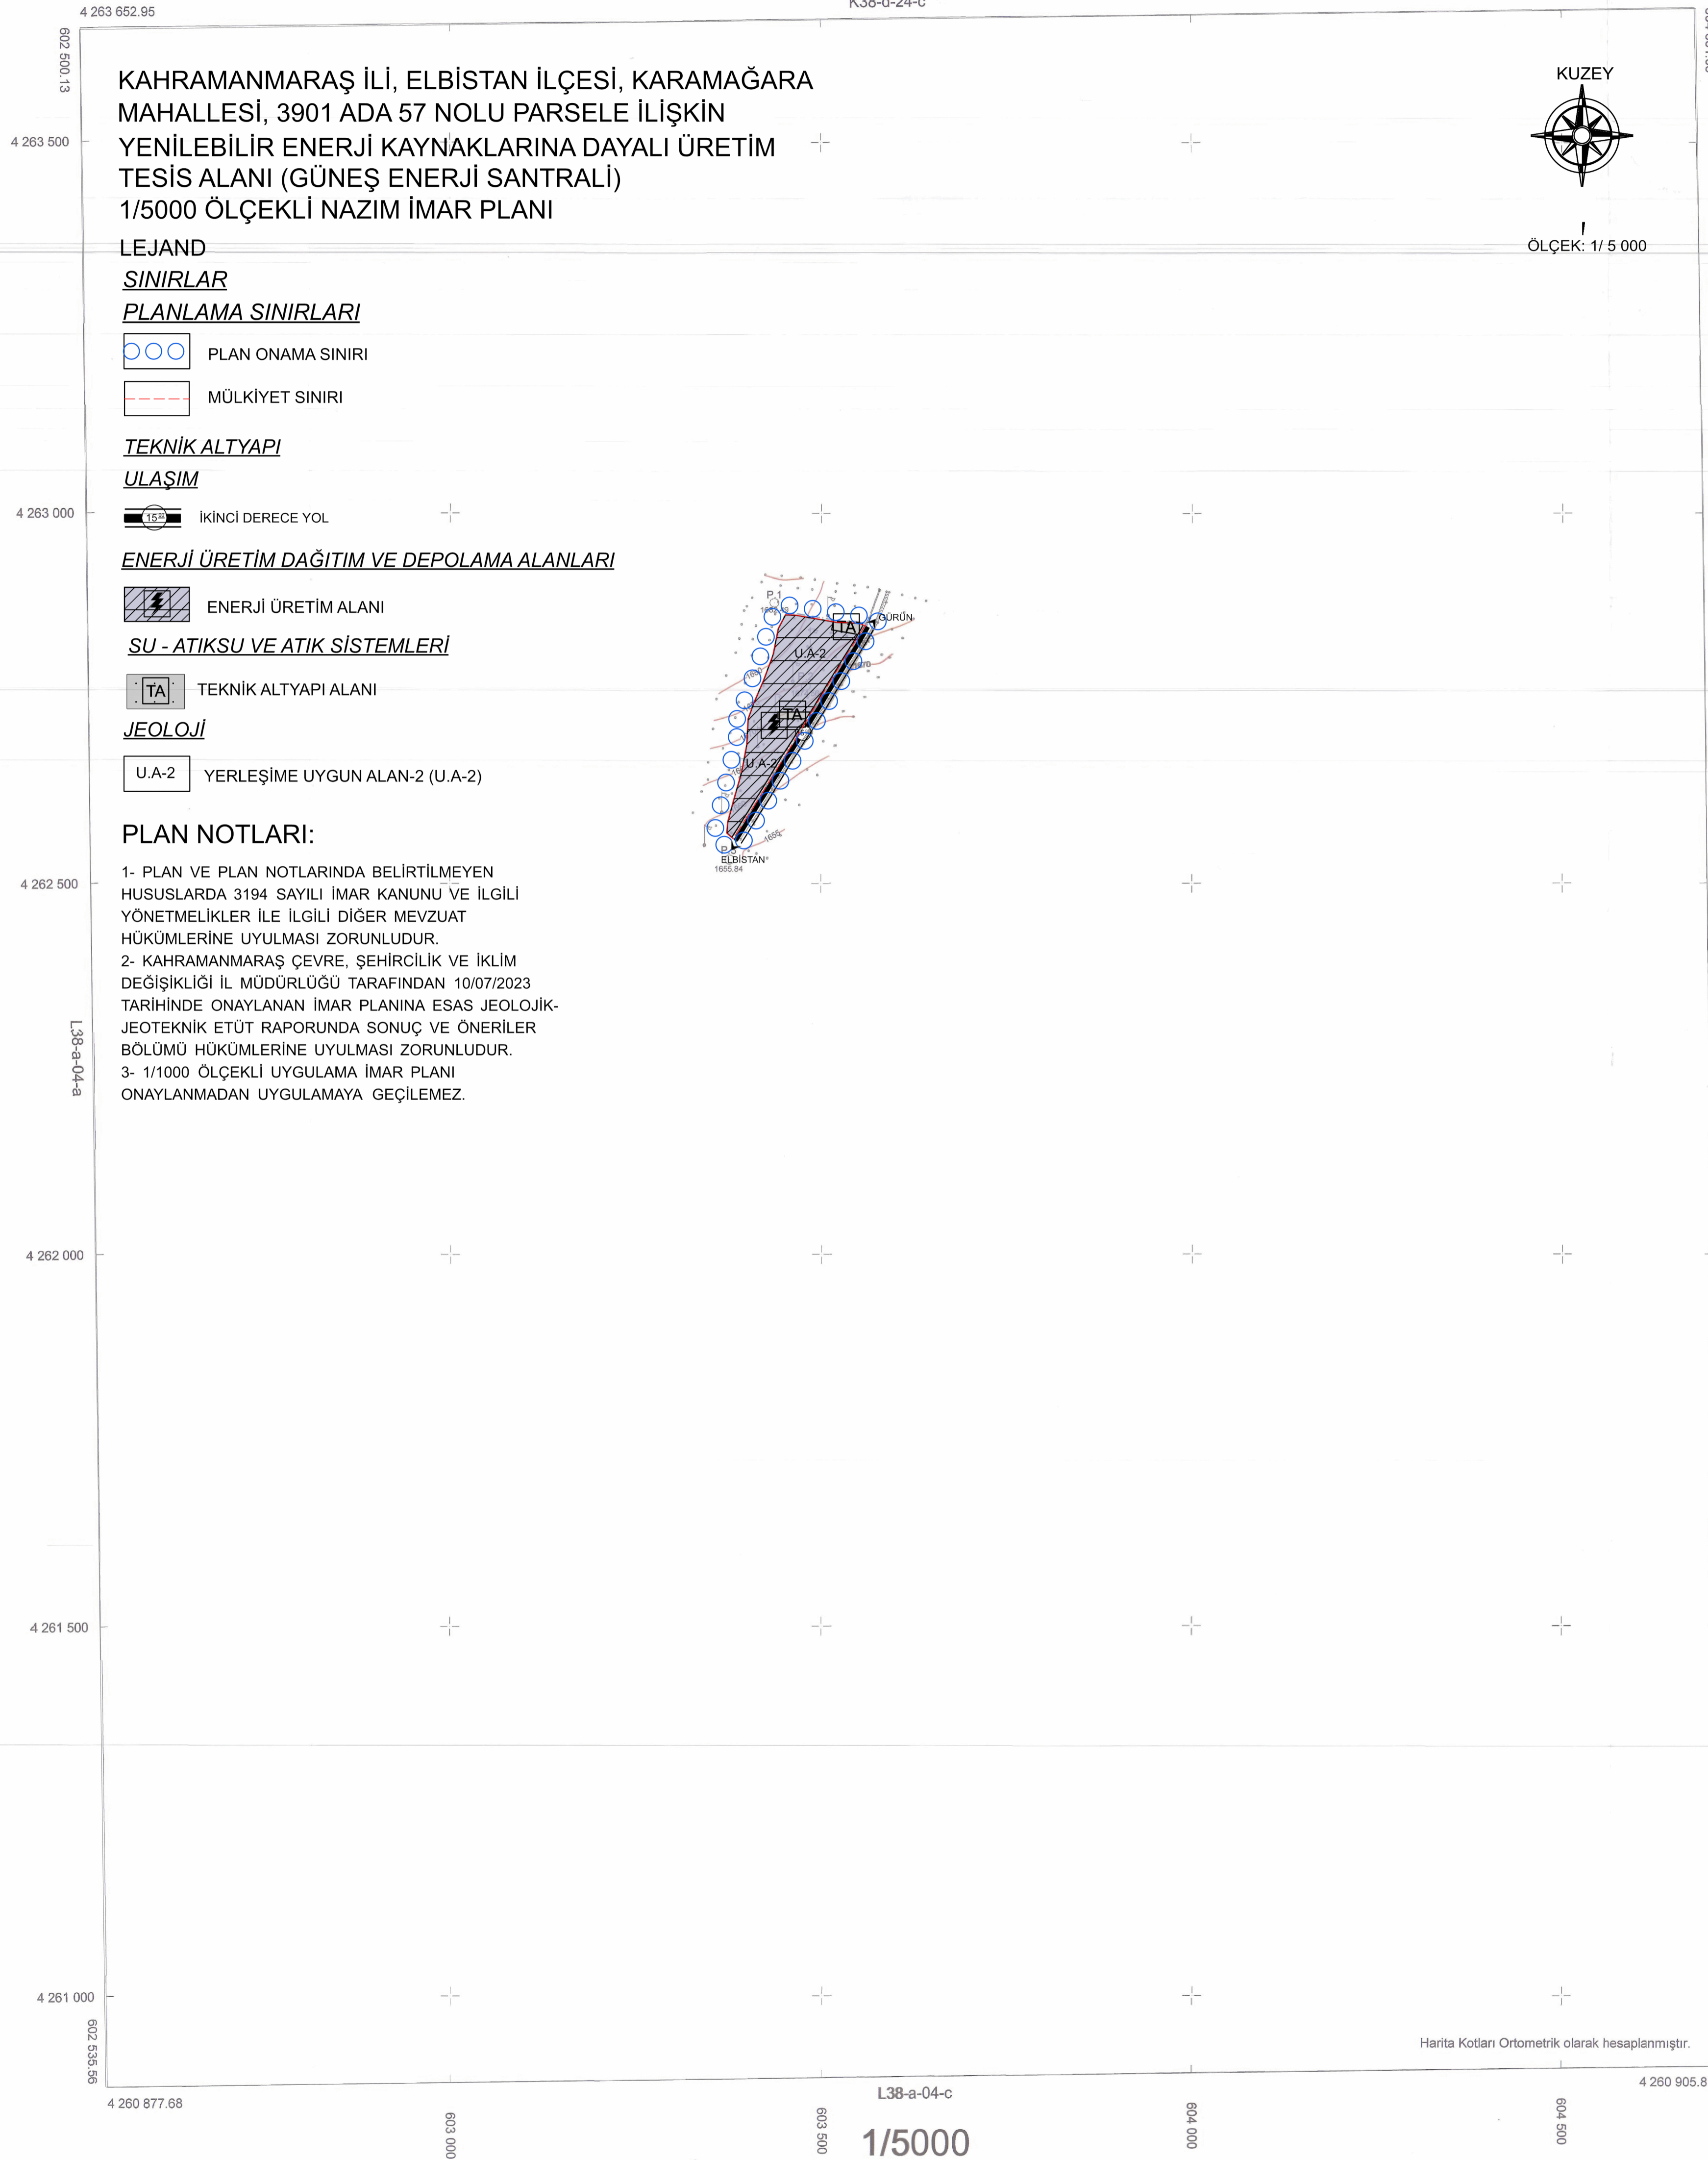 K38-d-24-c
4 263 652.95
602 500.13
KAHRAMANMARAŞ İLİ, ELBİSTAN İLÇESİ, KARAMAĞARA
MAHALLESİ, 3901 ADA 57 NOLU PARSELE İLİŞKİN
YENİLEBİLİR ENERJİ KAYNAKLARINA DAYALI ÜRETİM
TESİS ALANI (GÜNEŞ ENERJİ SANTRALİ)
1/5000 ÖLÇEKLİ NAZIM İMAR PLANI
KUZEY
ÖLÇEK: 1/ 5 000
4 263 500
LEJAND
SINIRLAR
PLANLAMA SINIRLARI
PLAN ONAMA SINIRI
MÜLKİYET SINIRI
TEKNİK ALTYAPI
ULAŞIM
4 263 000
15.00
İKİNCİ DERECE YOL
ENERJİ ÜRETİM DAĞITIM VE DEPOLAMA ALANLARI
ENERJİ ÜRETİM ALANI
SU - ATIKSU VE ATIK SİSTEMLERİ
TA
TEKNİK ALTYAPI ALANI
JEOLOJİ
U.A-2
YERLEŞİME UYGUN ALAN-2 (U.A-2)
P.1
GÜRÜN
TA
U.A-2
TA
U.A-2
1655
ELBİSTAN
1655.84
PLAN NOTLARI:
1- PLAN VE PLAN NOTLARINDA BELİRTİLMEYEN
HUSUSLARDA 3194 SAYILI İMAR KANUNU VE İLGİLİ
YÖNETMELİKLER İLE İLGİLİ DİĞER MEVZUAT
HÜKÜMLERİNE UYULMASI ZORUNLUDUR.
2- KAHRAMANMARAŞ ÇEVRE, ŞEHİRCİLİK VE İKLİM
DEĞİŞİKLİĞİ İL MÜDÜRLÜĞÜ TARAFINDAN 10/07/2023
TARİHİNDE ONAYLANAN İMAR PLANINA ESAS JEOLOJİK-
JEOTEKNİK ETÜT RAPORUNDA SONUÇ VE ÖNERİLER
BÖLÜMÜ HÜKÜMLERİNE UYULMASI ZORUNLUDUR.
3- 1/1000 ÖLÇEKLİ UYGULAMA İMAR PLANI
ONAYLANMADAN UYGULAMAYA GEÇİLEMEZ.
4 262 500
L38-a-04-a
4 262 000
4 261 500
4 261 000
602 535.56
Harita Kotları Ortometrik olarak hesaplanmıştır.
4 260 877.68
L38-a-04-c
4 260 905.8
603 000
603 500
604 000
604 500
1/5000